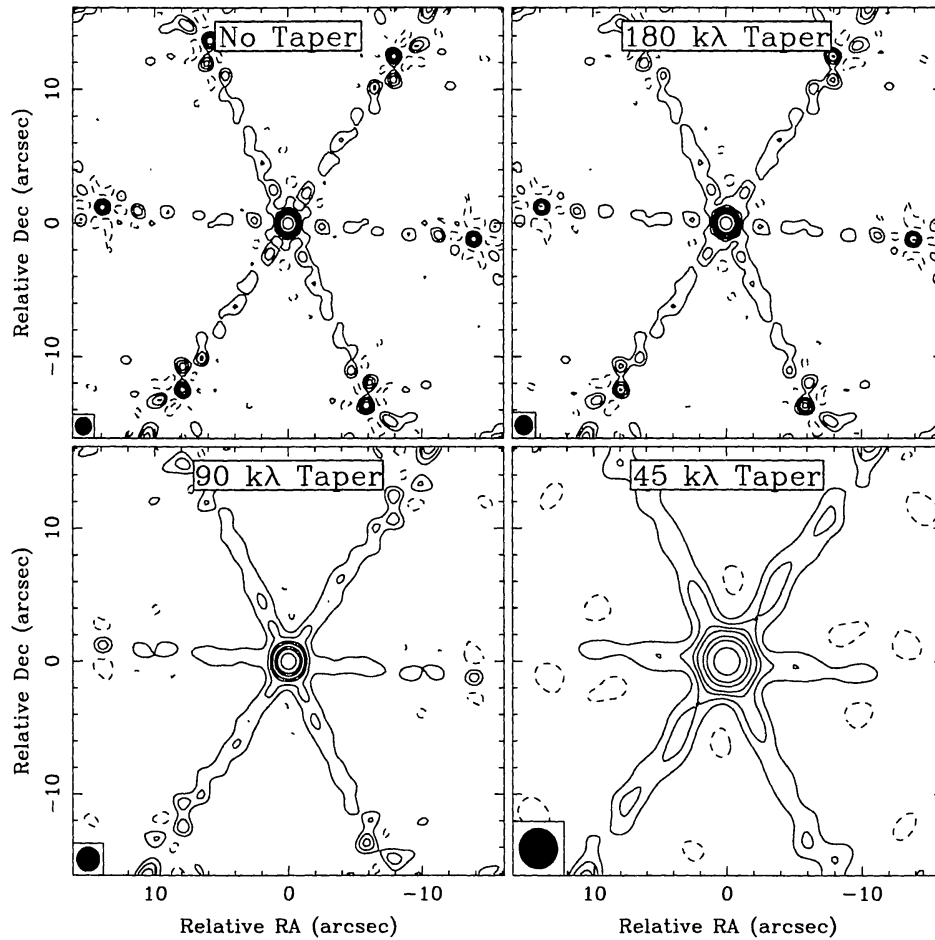 No Taper
180 kλ Taper
10
0
-10
Relative Dec (arcsec)
90 kλ Taper
45 kλ Taper
10
0
-10
Relative Dec (arcsec)
10
0
-10
10
0
-10
Relative RA (arcsec)
Relative RA (arcsec)